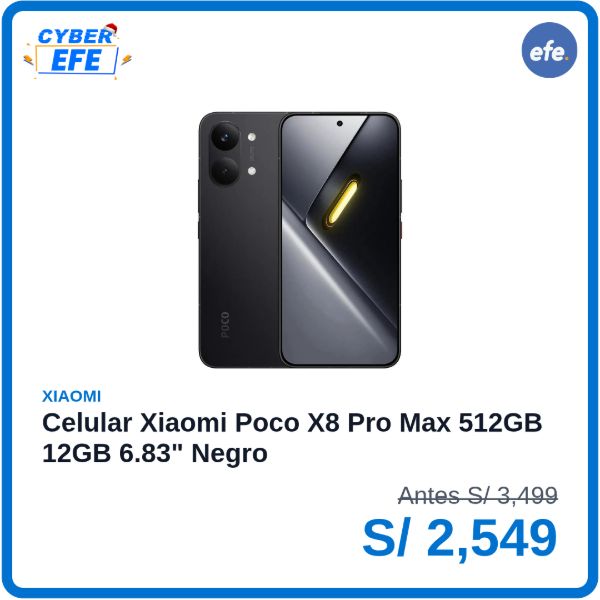 CYBER
EFE
efe.
POCO
XIAOMI
Celular Xiaomi Poco X8 Pro Max 512GB
12GB 6.83" Negro
Antes S/ 3,499
S/ 2,549